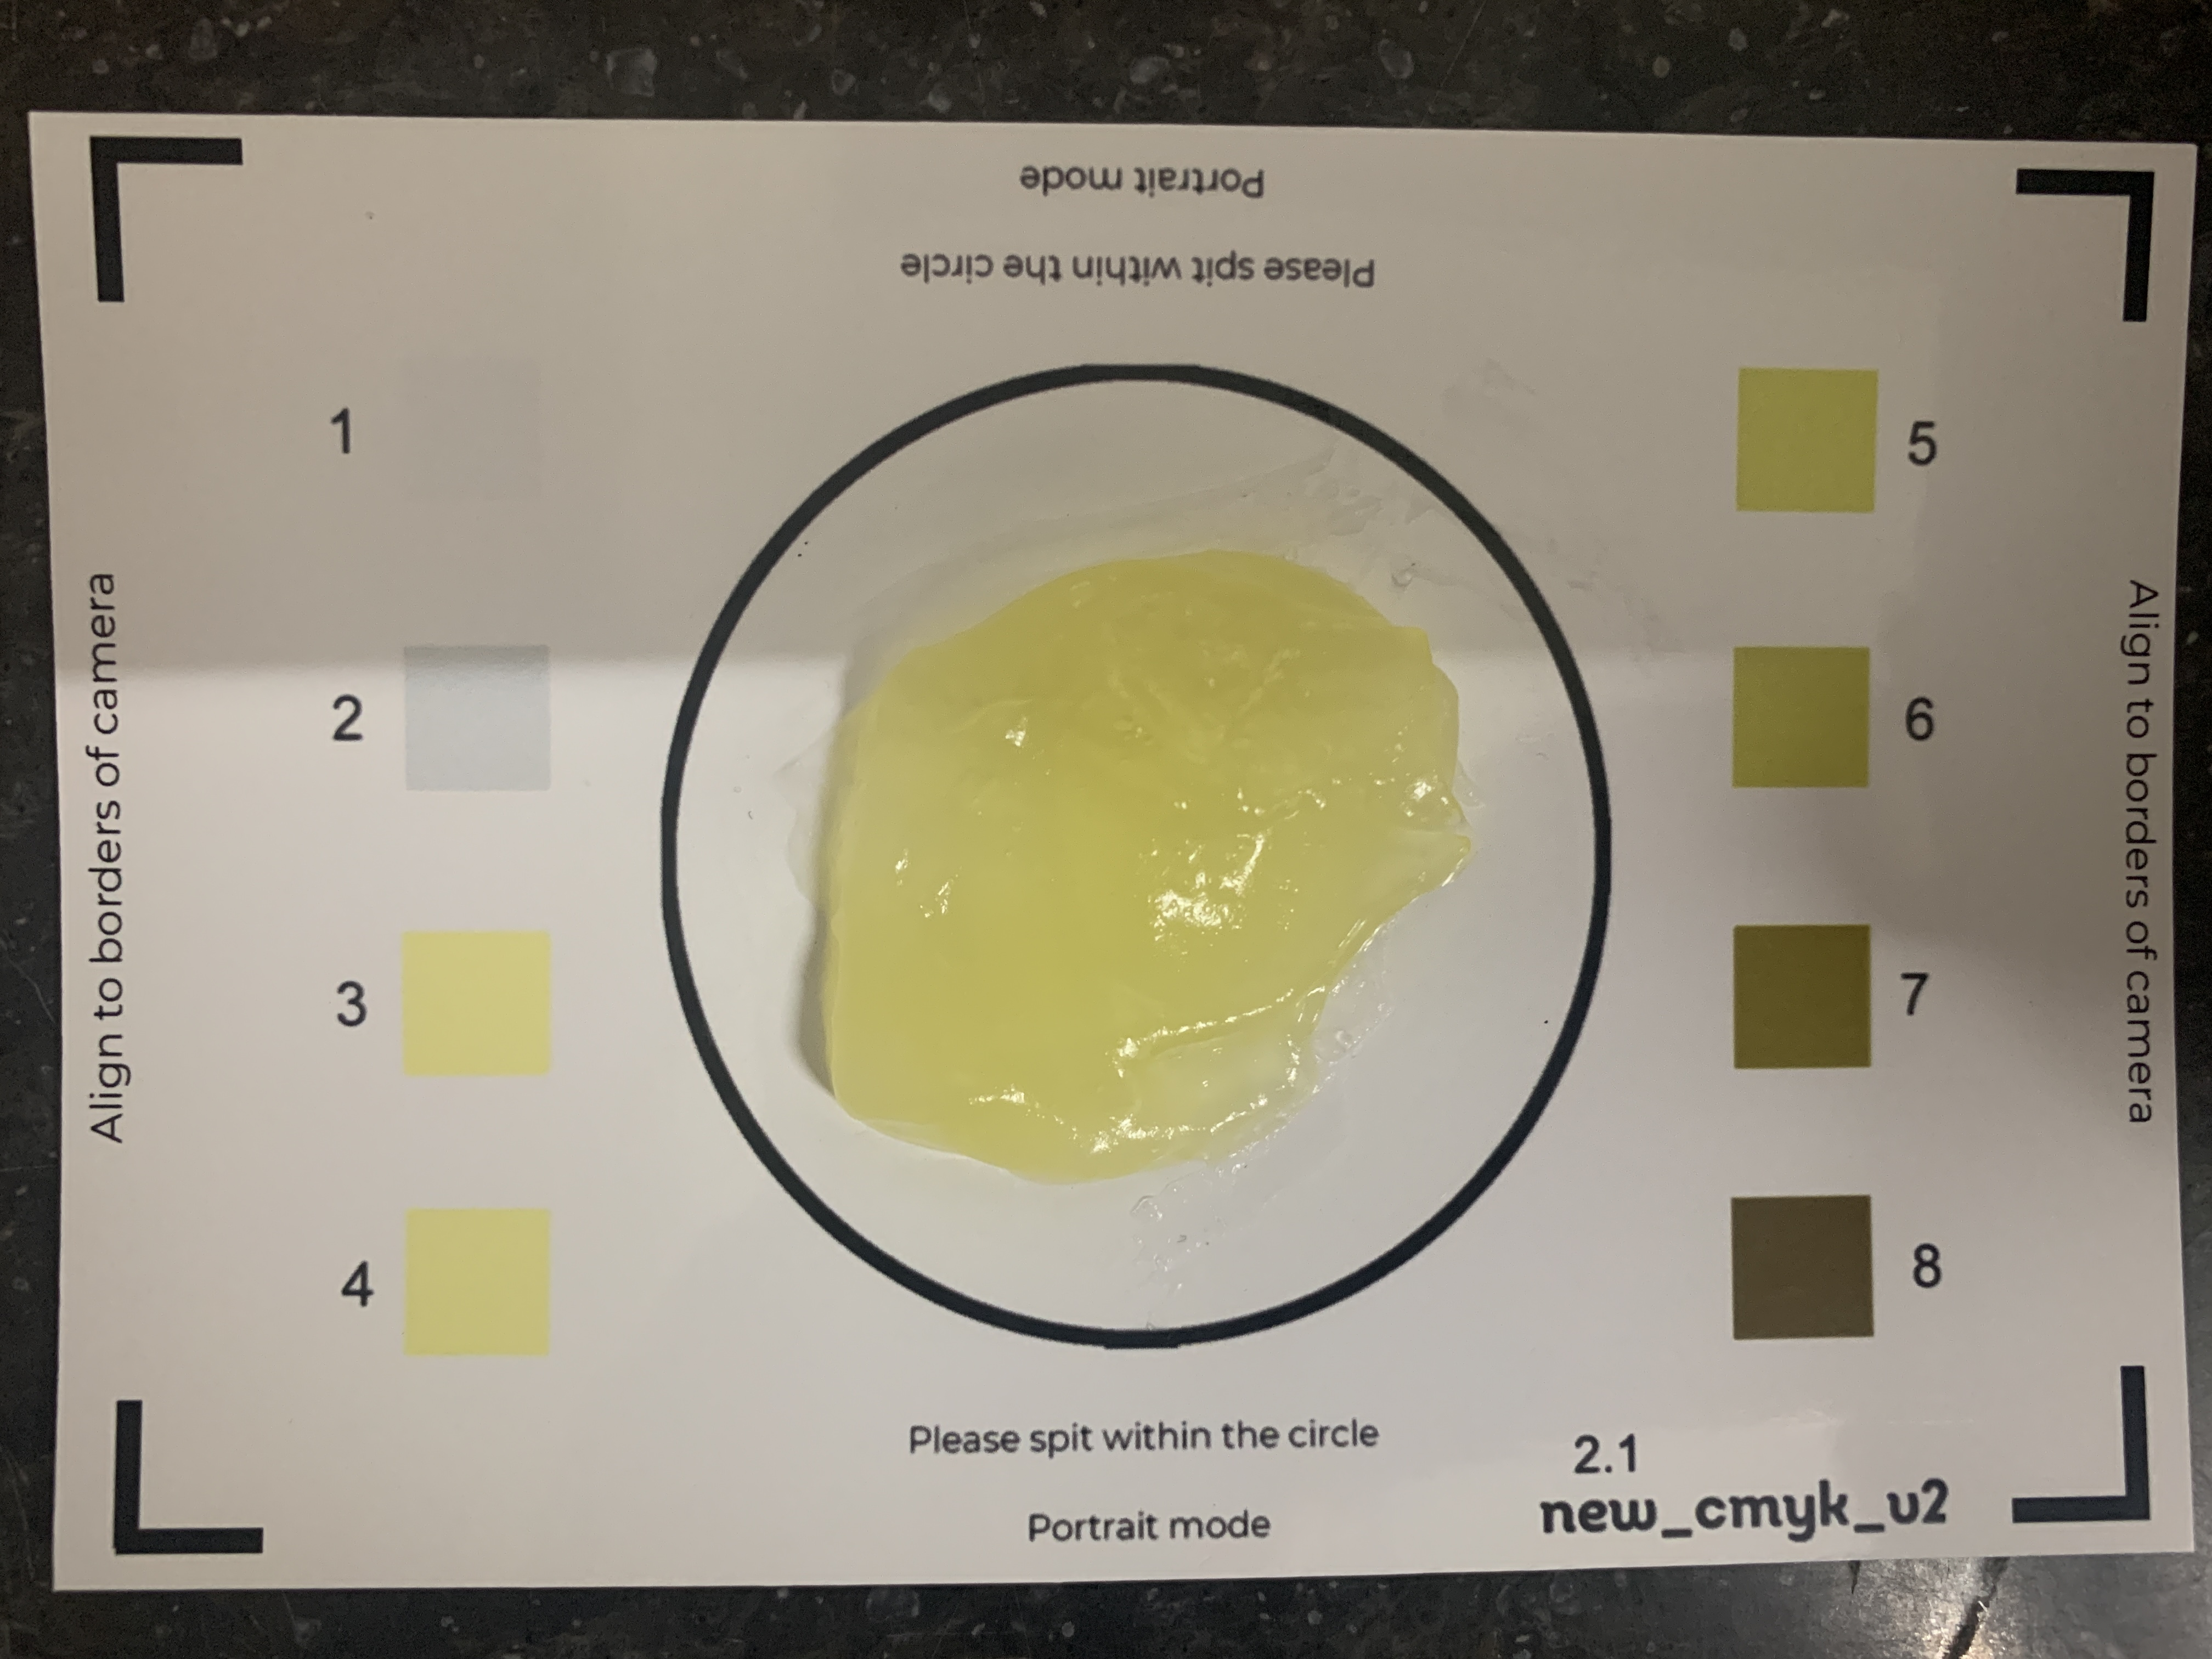 Align to borders of camera
4
3
2
1
Please spit within the circle
Portrait mode
Please spit within the circle
Portrait mode
2.1
new_cmyk_v2
8
7
6
5
Align to borders of camera